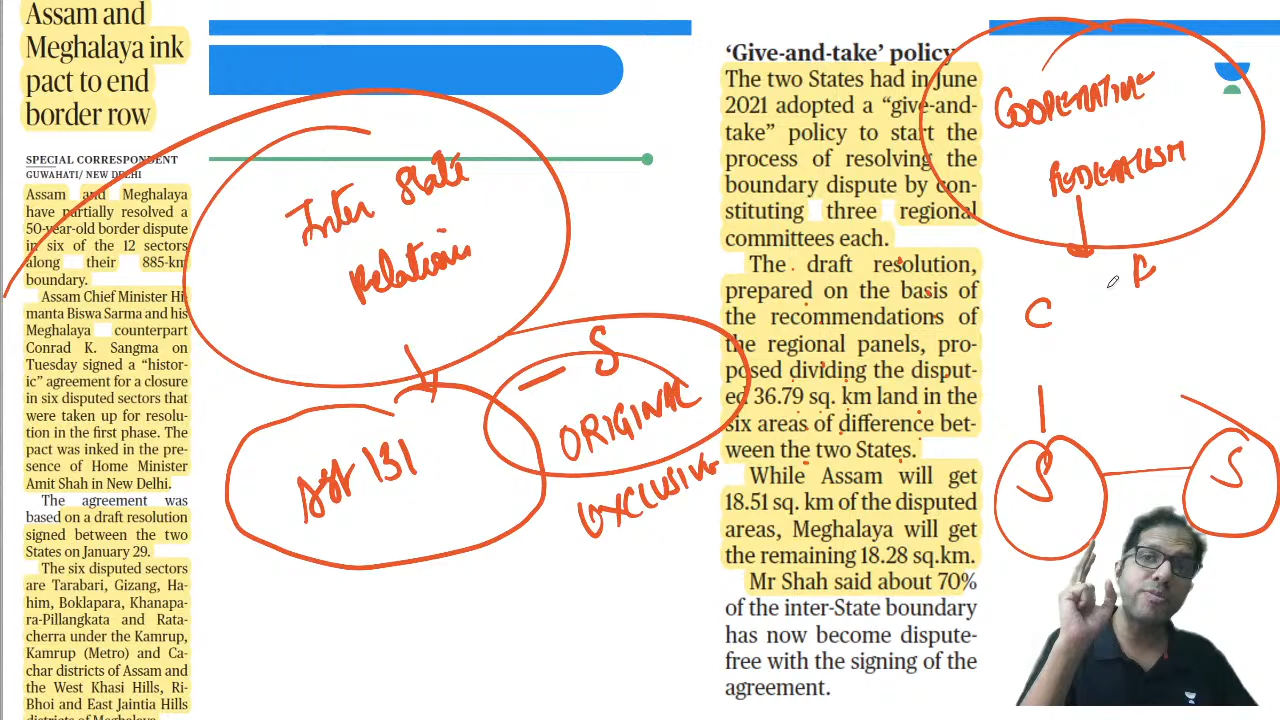 Assam and
Meghalaya ink
pact to end
border row
SPECIAL CORRESPONDENT
GUWAHATI/ NEW DELHI
Assam and Meghalaya
have partially resolved a
50-year-old border dispute
in six of the 12 sectors
along their 885-km
boundary.
Assam Chief Minister Hi-
manta Biswa Sarma and his
Meghalaya counterpart
Conrad K. Sangma on
Tuesday signed a “histor-
ic” agreement for a closure
in six disputed sectors that
were taken up for resolu-
tion in the first phase. The
pact was inked in the pre-
sence of Home Minister
Amit Shah in New Delhi.
The agreement was
based on a draft resolution
signed between the two
States on January 29.
The six disputed sectors
are Tarabari, Gizang, Ha-
him, Boklapara, Khanapa-
ra-Pillangkata and Rata-
cherra under the Kamrup,
Kamrup (Metro) and Ca-
char districts of Assam and
the West Khasi Hills, Ri-
Bhoi and East Jaintia Hills
districts of Meghalaya
Inter State
Relations
Art 131
S
ORIGINAL
EXCLUSIVE
‘Give-and-take’ policy
The two States had in June
2021 adopted a “give-and-
take” policy to start the
process of resolving the
boundary dispute by con-
stituting three regional
committees each.
The draft resolution,
prepared on the basis of
the recommendations of
the regional panels, pro-
posed dividing the disput-
ed 36.79 sq. km land in the
six areas of difference bet-
ween the two States.
While Assam will get
18.51 sq. km of the disputed
areas, Meghalaya will get
the remaining 18.28 sq.km.
Mr Shah said about 70%
of the inter-State boundary
has now become dispute-
free with the signing of the
agreement.
COOPERATIVE
FEDERALISM
C
S
S